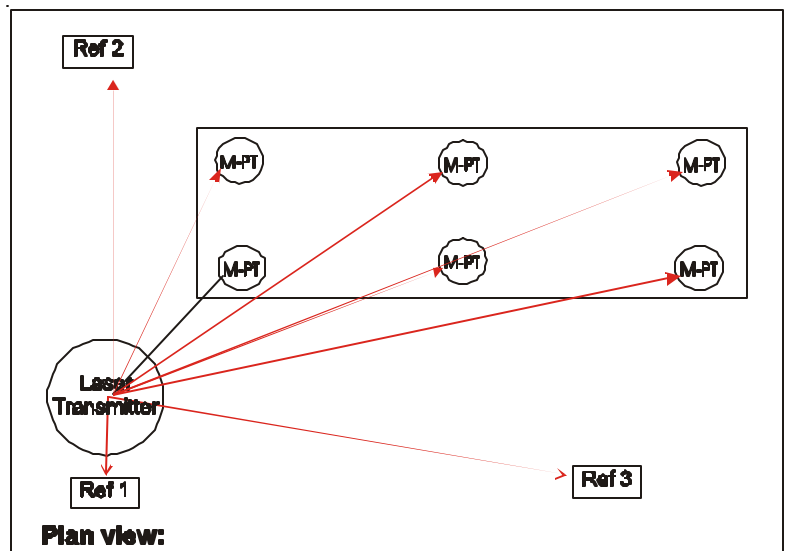 Ref 2
M-PT
M-PT
M-PT
M-PT
M-PT
M-PT
Laser
Transmitter
Ref 1
Ref 3
Plan view: